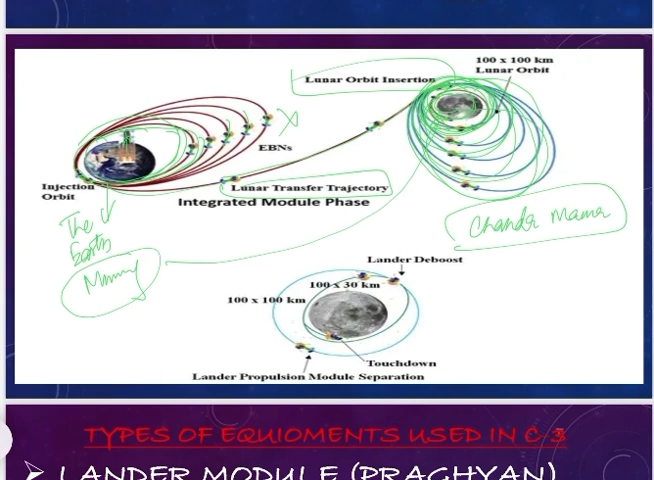 100 x 100 km
Lunar Orbit
Lunar Orbit Insertion
EBNs
Injection
Orbit
Lunar Transfer Trajectory
Integrated Module Phase
The
Earth
Mummy
Chanda Mama
Lander Deboost
100 x 30 km
100 x 100 km
Touchdown
Lander Propulsion Module Separation
TYPES OF EQUIOMENTS USED IN C-3
➤ LANDER MODULE (PRAGHYAN)